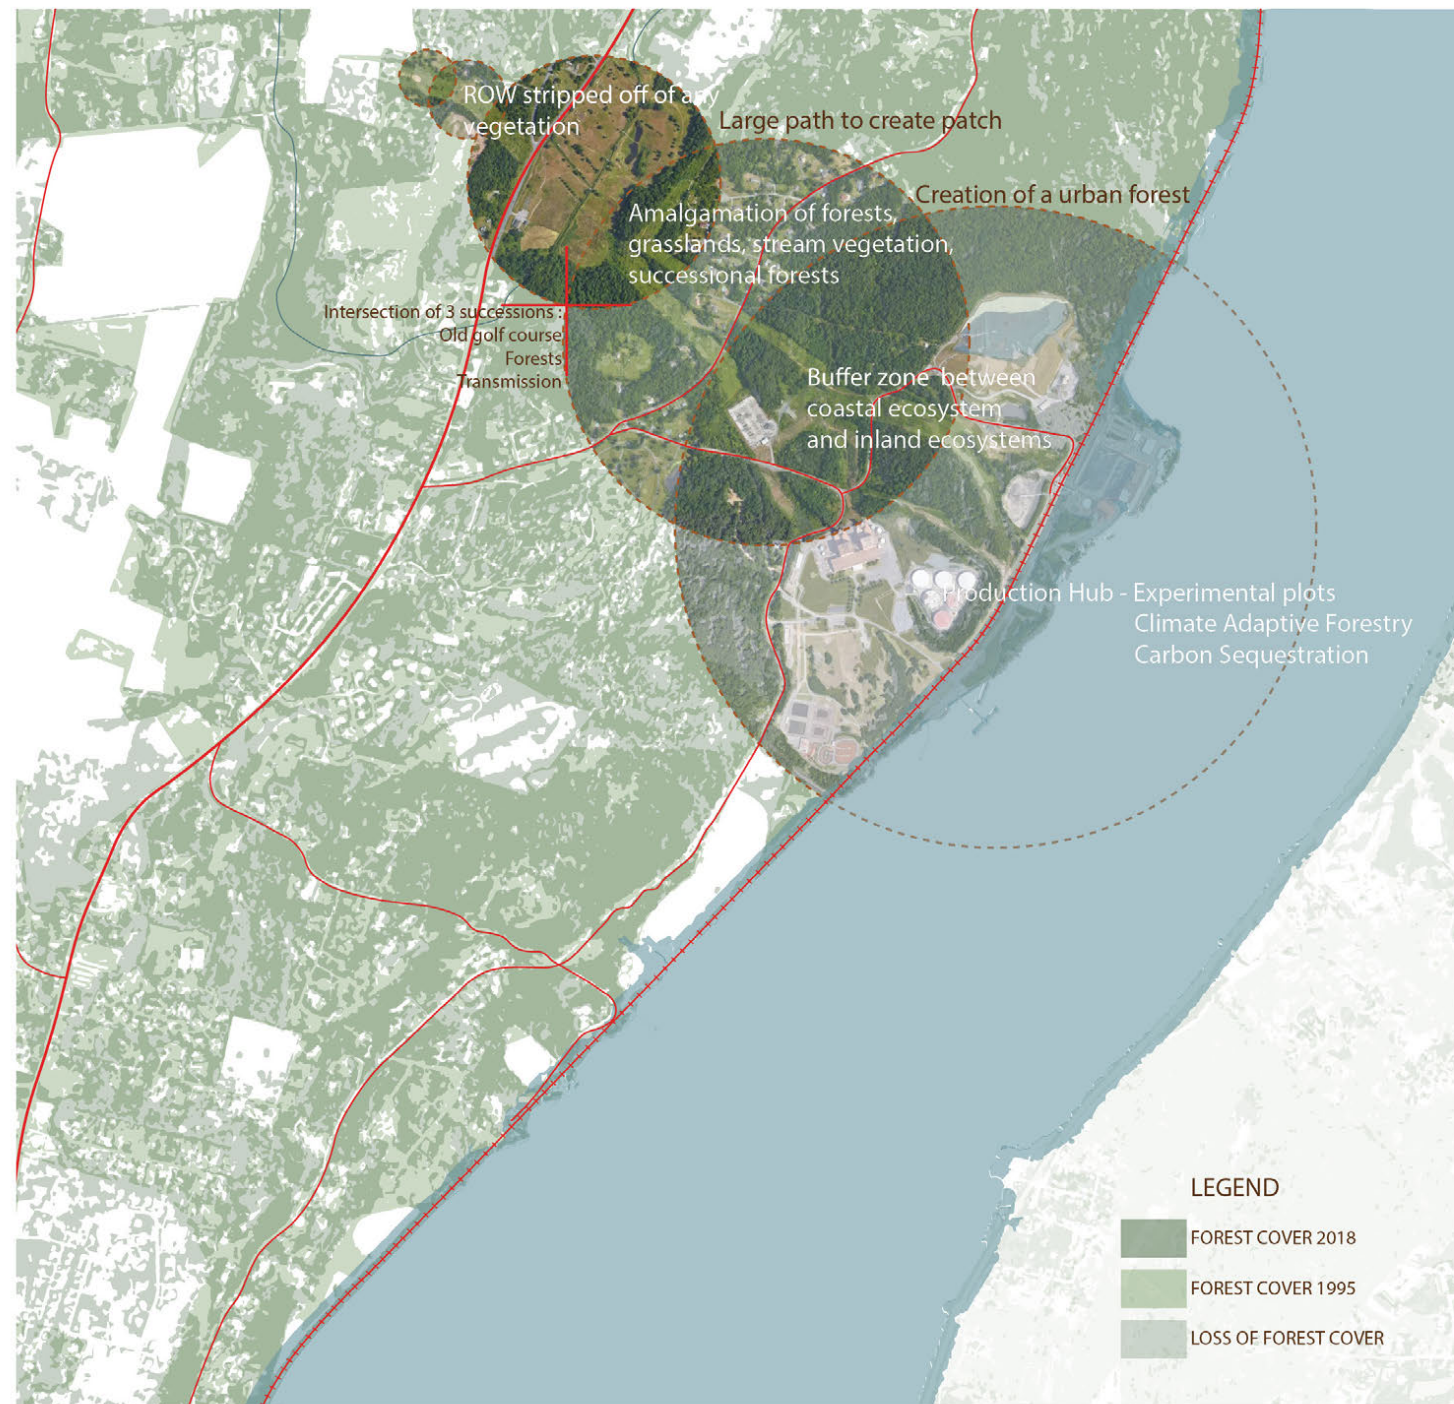 ROW stripped off of any
vegetation
Large path to create patch
Creation of a urban forest
Amalgamation of forests,
grasslands, stream vegetation,
successional forests
Intersection of 3 successions :
Old golf course
Forests
Transmission
Buffer zone between
coastal ecosystem
and inland ecosystems
Production Hub - Experimental plots
Climate Adaptive Forestry
Carbon Sequestration
LEGEND
FOREST COVER 2018
FOREST COVER 1995
LOSS OF FOREST COVER